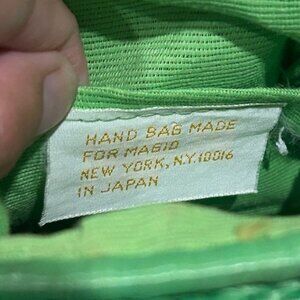 HAND BAG MADE
FOR MAGID
NEW YORK, N.Y.10016
IN JAPAN